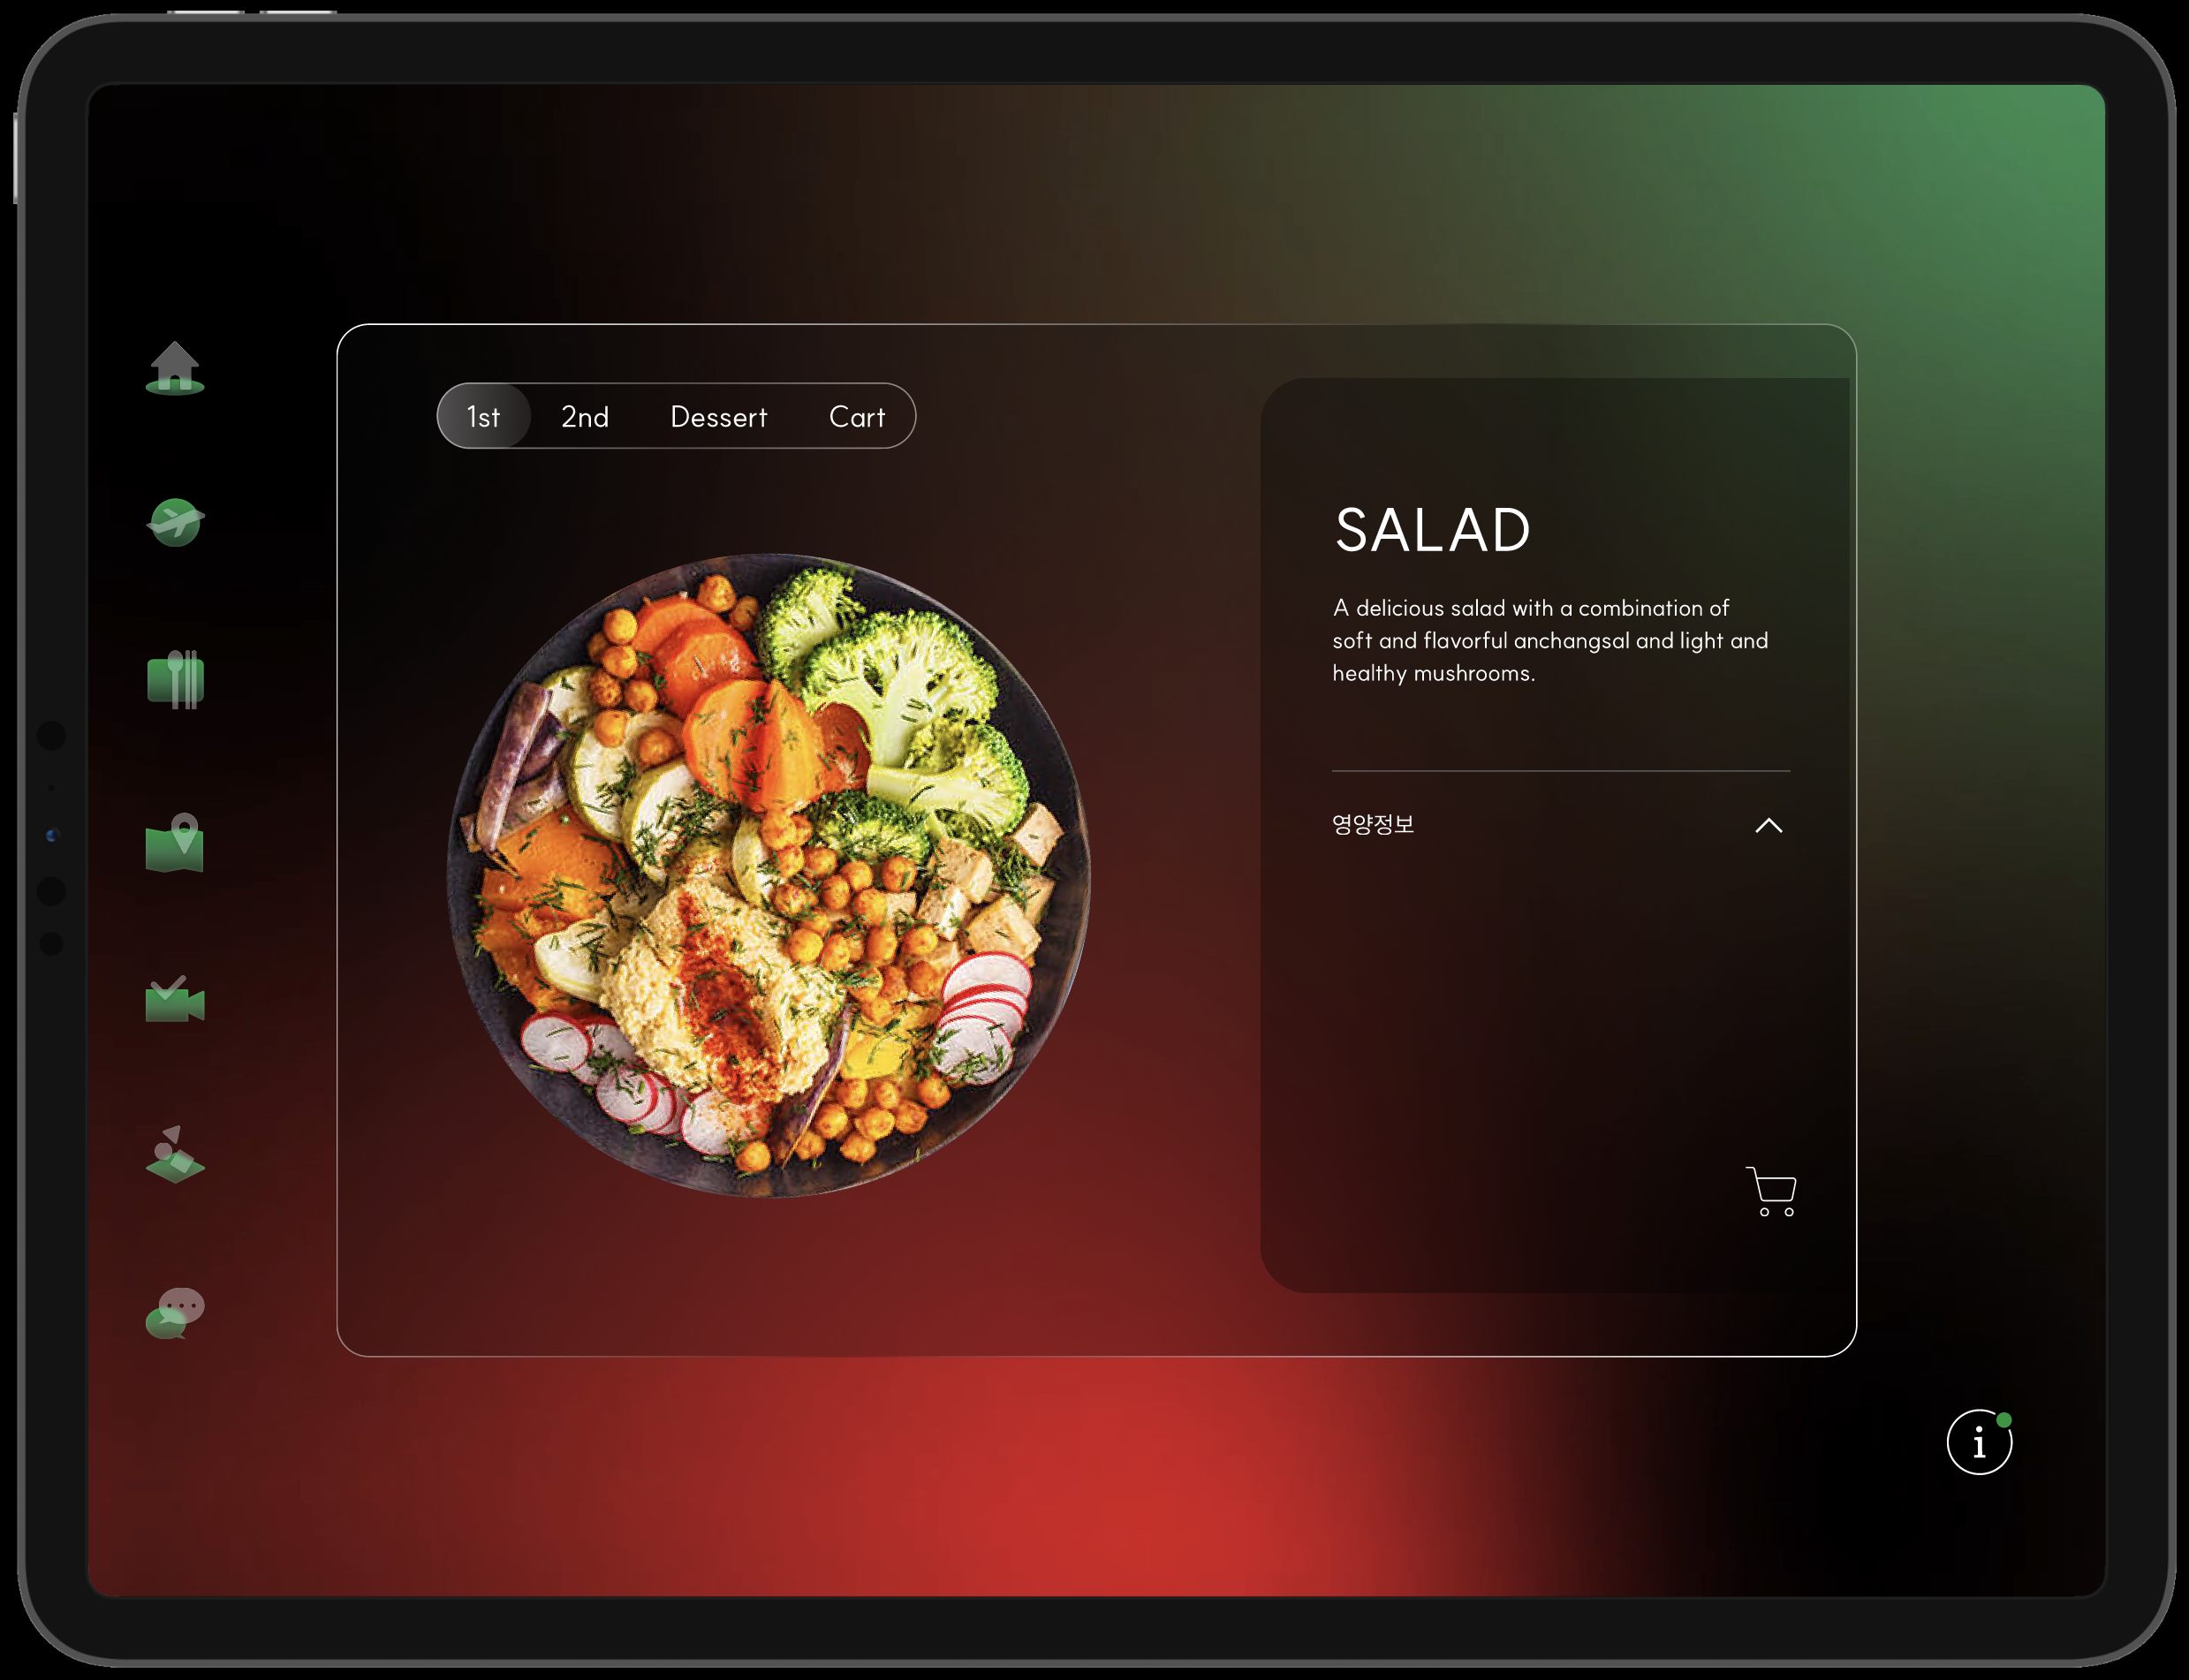 1st 2nd Dessert Cart
SALAD
A delicious salad with a combination of
soft and flavorful anchangsal and light and
healthy mushrooms.
영양정보
i